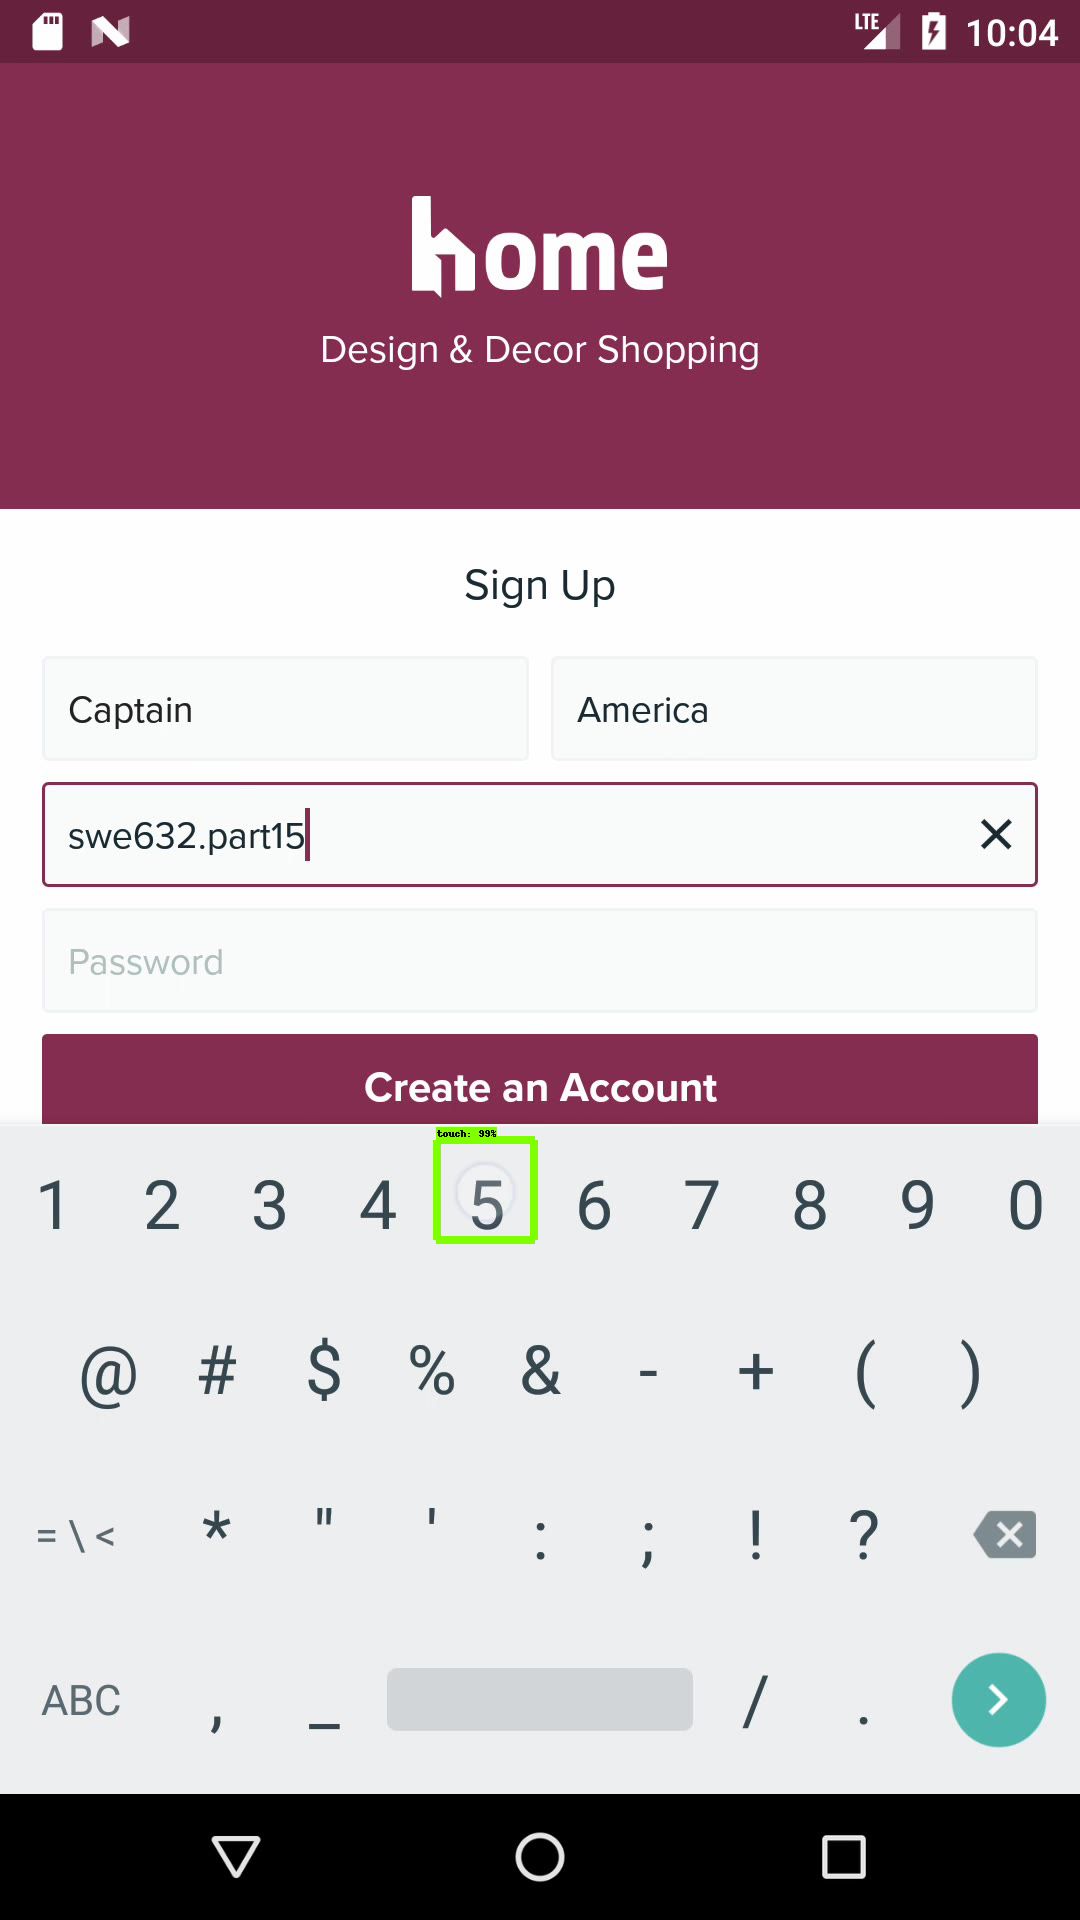 LTE 10:04
home
Design & Decor Shopping
Sign Up
Captain America
swe632.part15
Password
Create an Account
touch: 99%
1 2 3 4 5 6 7 8 9 0
@ # $ % & - + ( )
= \ < * " ' : ; ! ?
ABC , _ / .